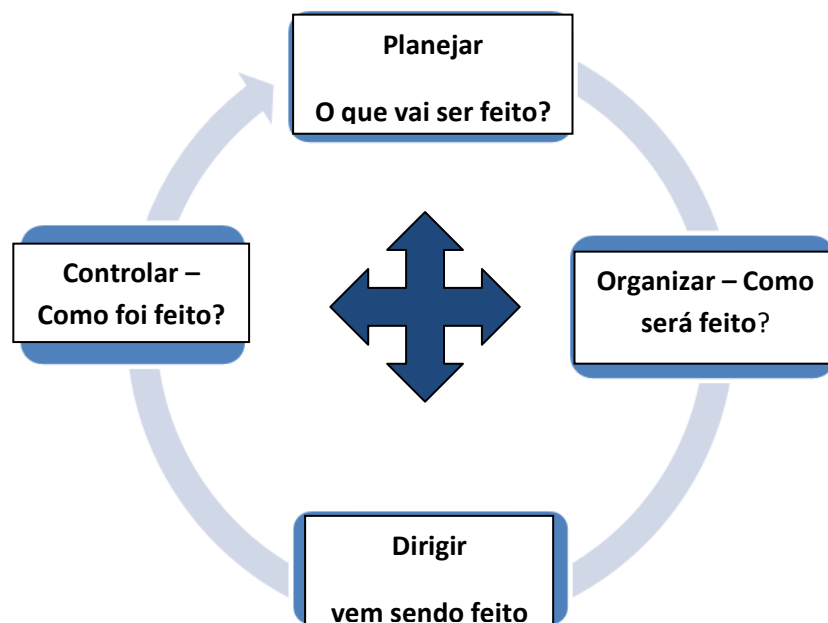 Planejar
O que vai ser feito?
Controlar –
Como foi feito?
Organizar – Como
será feito?
Dirigir
vem sendo feito